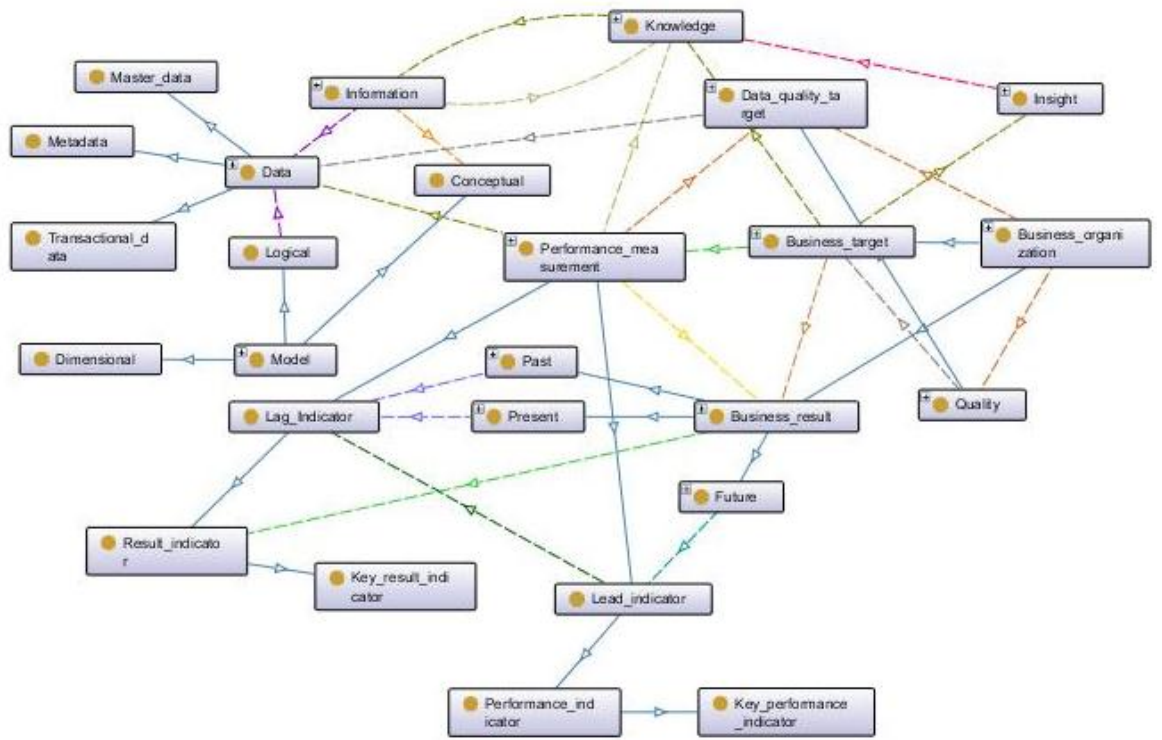 Knowledge
Master_data
Information
Data_quality_ta
rget
Insight
Metadata
Data
Conceptual
Transactional_d
ata
Logical
Performance_mea
surement
Business_target
Business_organi
zation
Dimensional
Model
Past
Lag_Indicator
Present
Business_result
Quality
Future
Result_indicato
r
Key_result_indi
cator
Lead_indicator
Performance_ind
icator
Key_performance
_indicator